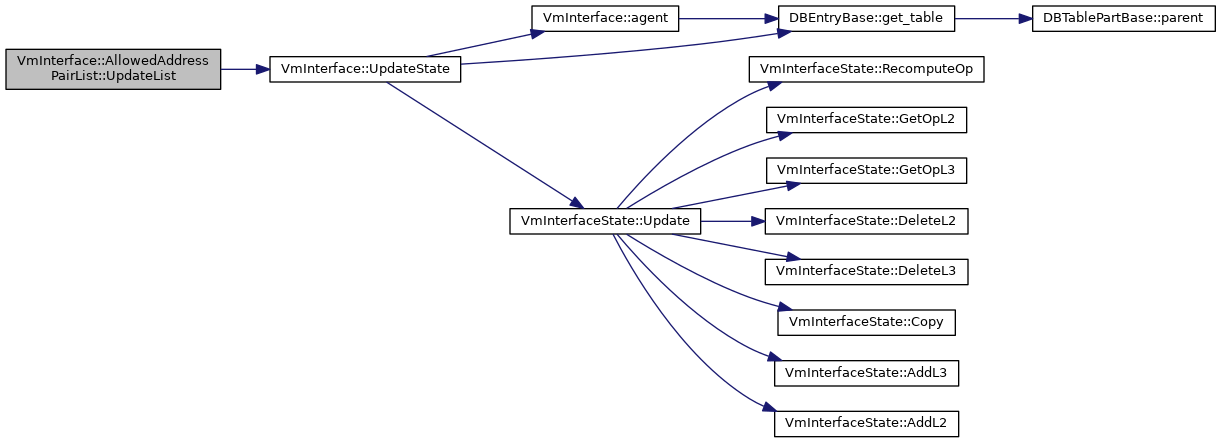 VmInterface::AllowedAddress
PairList::UpdateList
VmInterface::UpdateState
VmInterface::agent
DBEntryBase::get_table
DBTablePartBase::parent
VmInterfaceState::Update
VmInterfaceState::RecomputeOp
VmInterfaceState::GetOpL2
VmInterfaceState::GetOpL3
VmInterfaceState::DeleteL2
VmInterfaceState::DeleteL3
VmInterfaceState::Copy
VmInterfaceState::AddL3
VmInterfaceState::AddL2